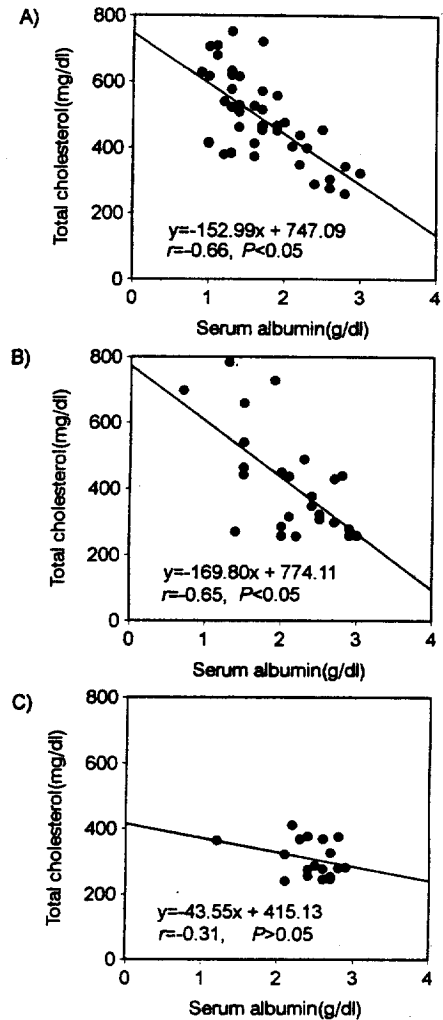 A)
800
600
400
200
0
Total cholesterol(mg/dl)
y=-152.99x + 747.09
r=-0.66, P<0.05
0 1 2 3 4
Serum albumin(g/dl)
B)
800
600
400
200
0
Total cholesterol(mg/dl)
y=-169.80x + 774.11
r=-0.65, P<0.05
0 1 2 3 4
Serum albumin(g/dl)
C)
800
600
400
200
0
Total cholesterol(mg/dl)
y=-43.55x + 415.13
r=-0.31, P>0.05
0 1 2 3 4
Serum albumin(g/dl)